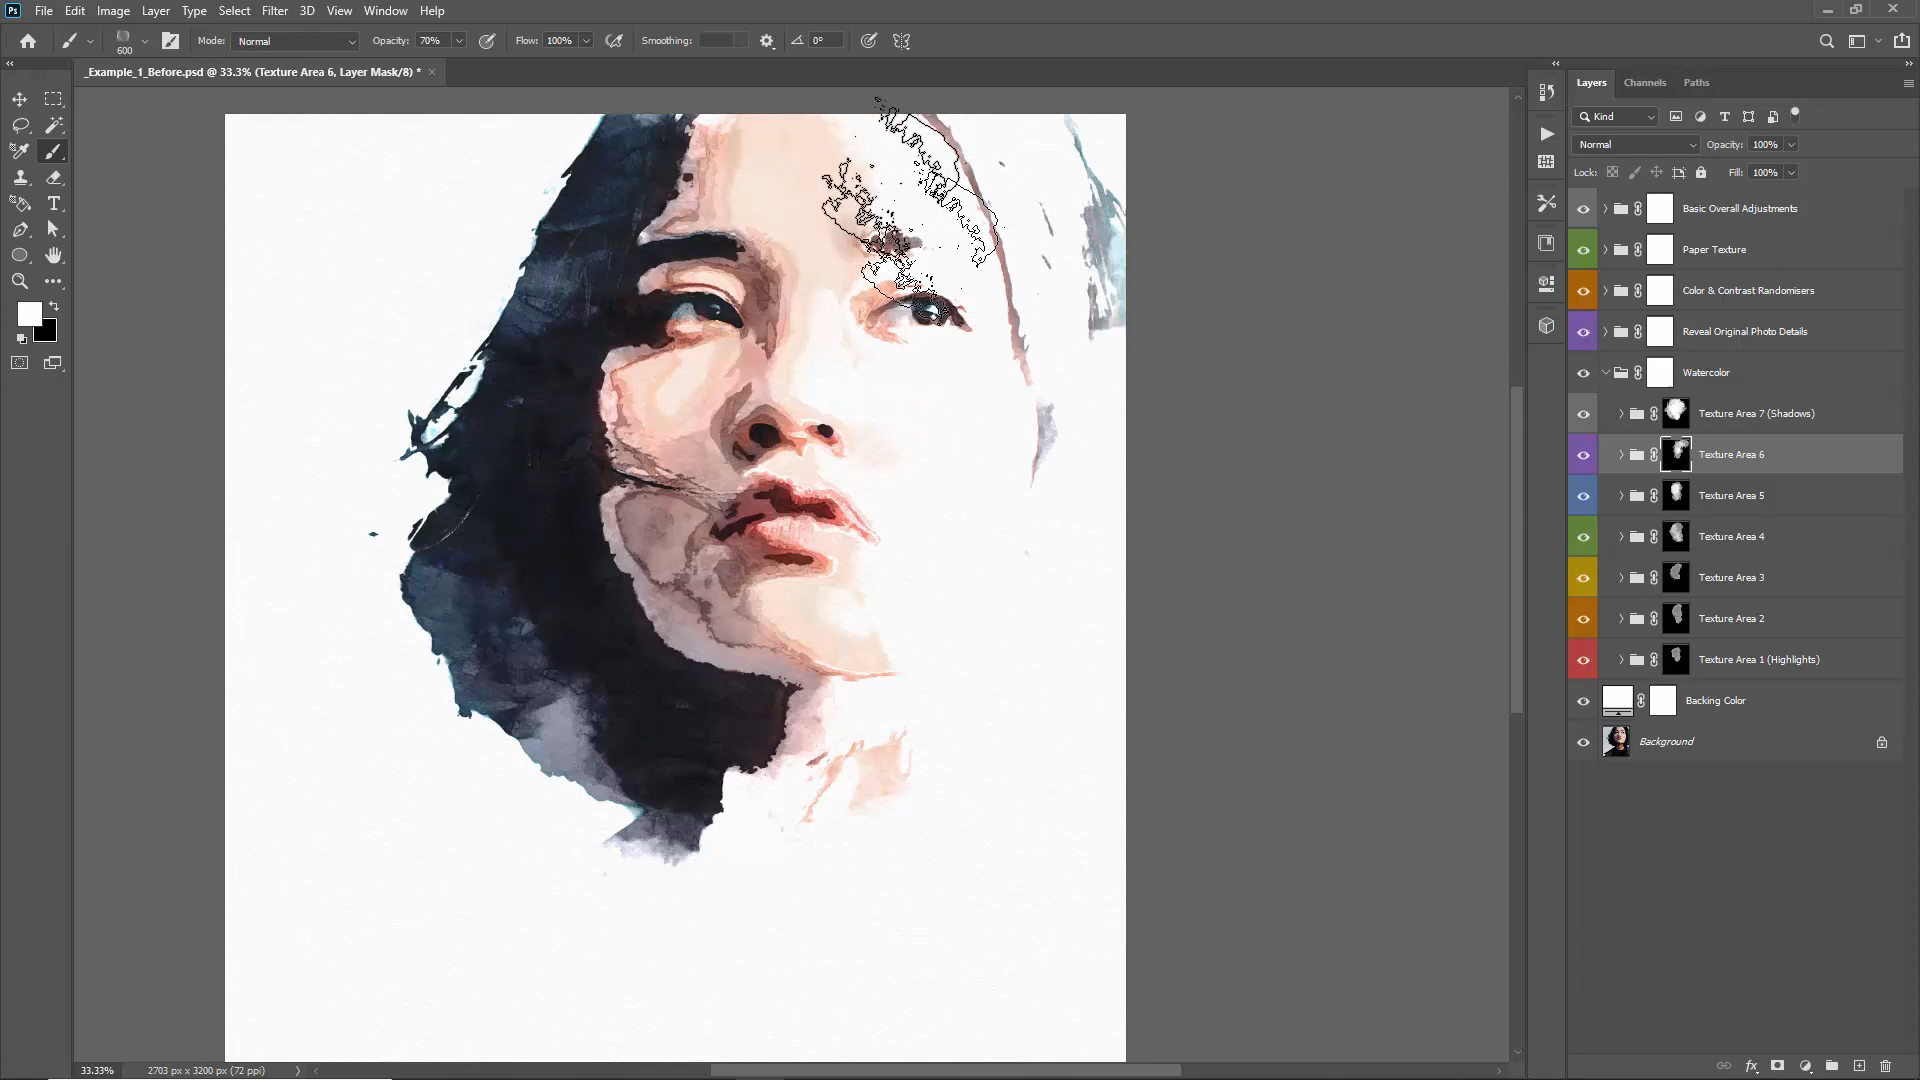 Ps File Edit Image Layer Type Select Filter 3D View Window Help
600 Mode: Normal Opacity: 70% Flow: 100% Smoothing: 0°
_Example_1_Before.psd @ 33.3% (Texture Area 6, Layer Mask/8) *
Layers Channels Paths
Kind
Normal Opacity: 100%
Lock: Fill: 100%
Basic Overall Adjustments
Paper Texture
Color & Contrast Randomisers
Reveal Original Photo Details
Watercolor
Texture Area 7 (Shadows)
Texture Area 6
Texture Area 5
Texture Area 4
Texture Area 3
Texture Area 2
Texture Area 1 (Highlights)
Backing Color
Background
33.33% 2703 px x 3200 px (72 ppi)